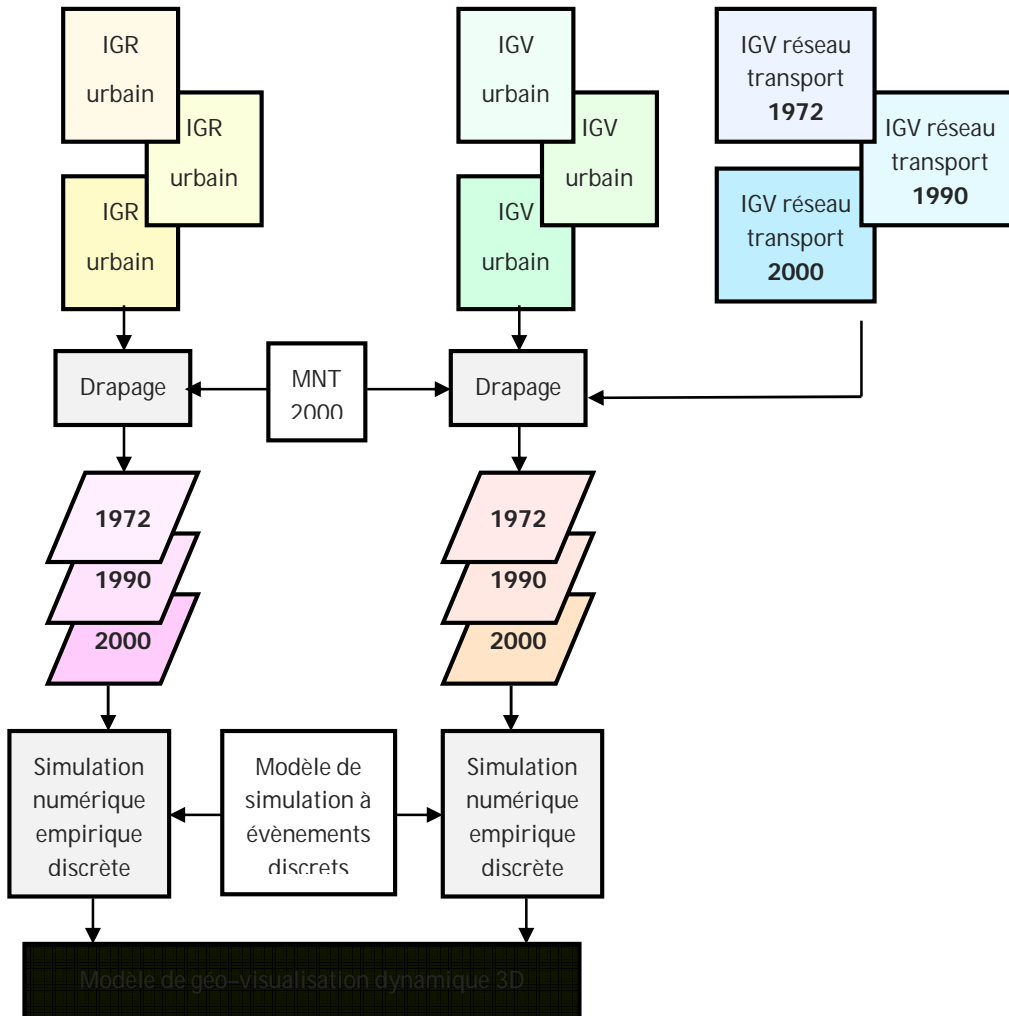 IGR
urbain
IGR
urbain
IGR
urbain
IGV
urbain
IGV
urbain
IGV
urbain
IGV réseau
transport
1972
IGV réseau
transport
1990
IGV réseau
transport
2000
Drapage
MNT
2000
Drapage
1972
1990
2000
1972
1990
2000
Simulation
numérique
empirique
discrète
Modèle de
simulation à
évènements
discrets
Simulation
numérique
empirique
discrète
Modèle de géo–visualisation dynamique 3D